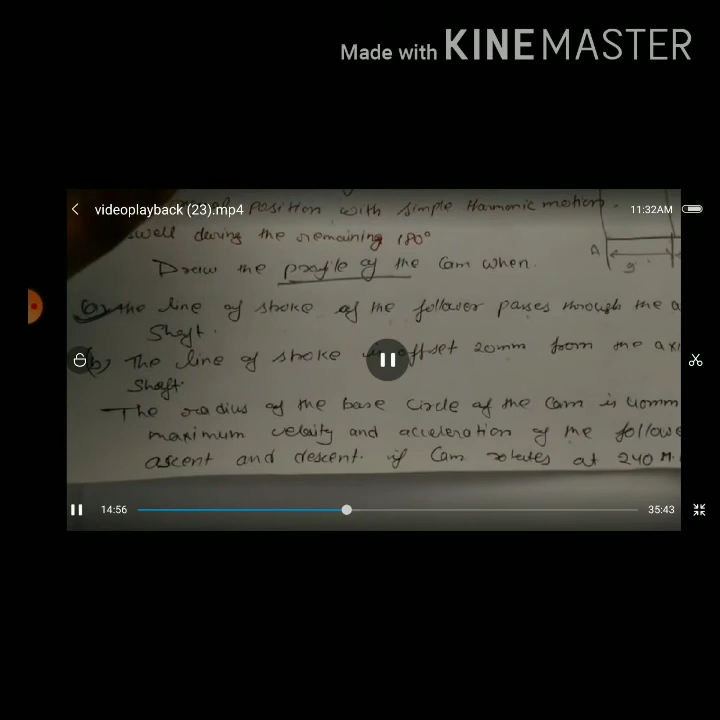 Made with KINEMASTER
videoplayback (23).mp4
11:32AM
position with simple Harmonic motion.
dwell during the remaining 180°
Draw the profile of the Cam when.
A
(a) The line of stroke of the follower passes through the
Shaft.
(b) The line of stroke offset 20mm from the
Shaft.
The radius of the base circle of the Cam is 40mm
maximum velocity and acceleration of the
ascent and descent. if Cam rotates at 240
14:56
35:43